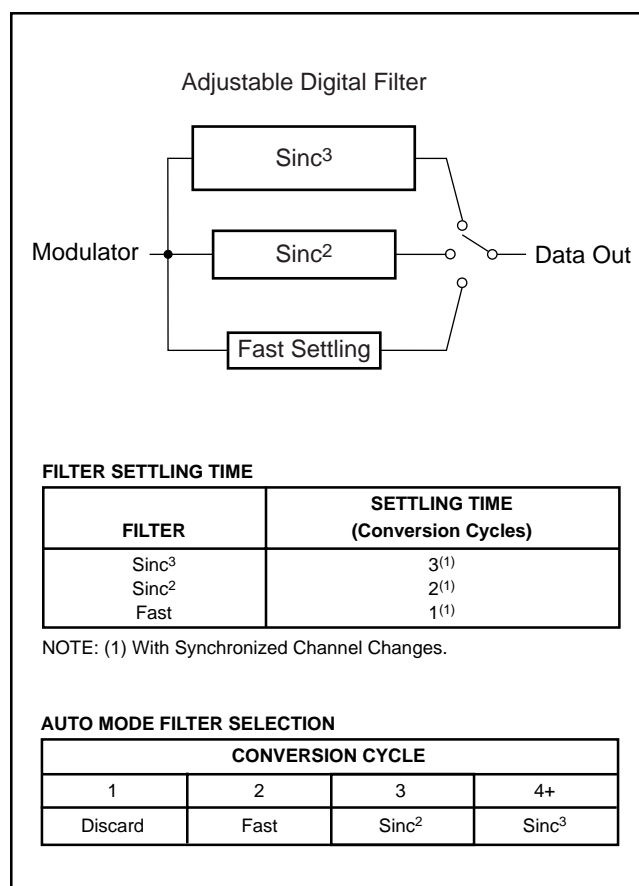 Adjustable Digital Filter
Sinc³
Modulator
Sinc²
Data Out
Fast Settling
FILTER SETTLING TIME
FILTER SETTLING TIME (Conversion Cycles)
Sinc³ 3(1)
Sinc² 2(1)
Fast 1(1)
NOTE: (1) With Synchronized Channel Changes.
AUTO MODE FILTER SELECTION
CONVERSION CYCLE
1 2 3 4+
Discard Fast Sinc² Sinc³